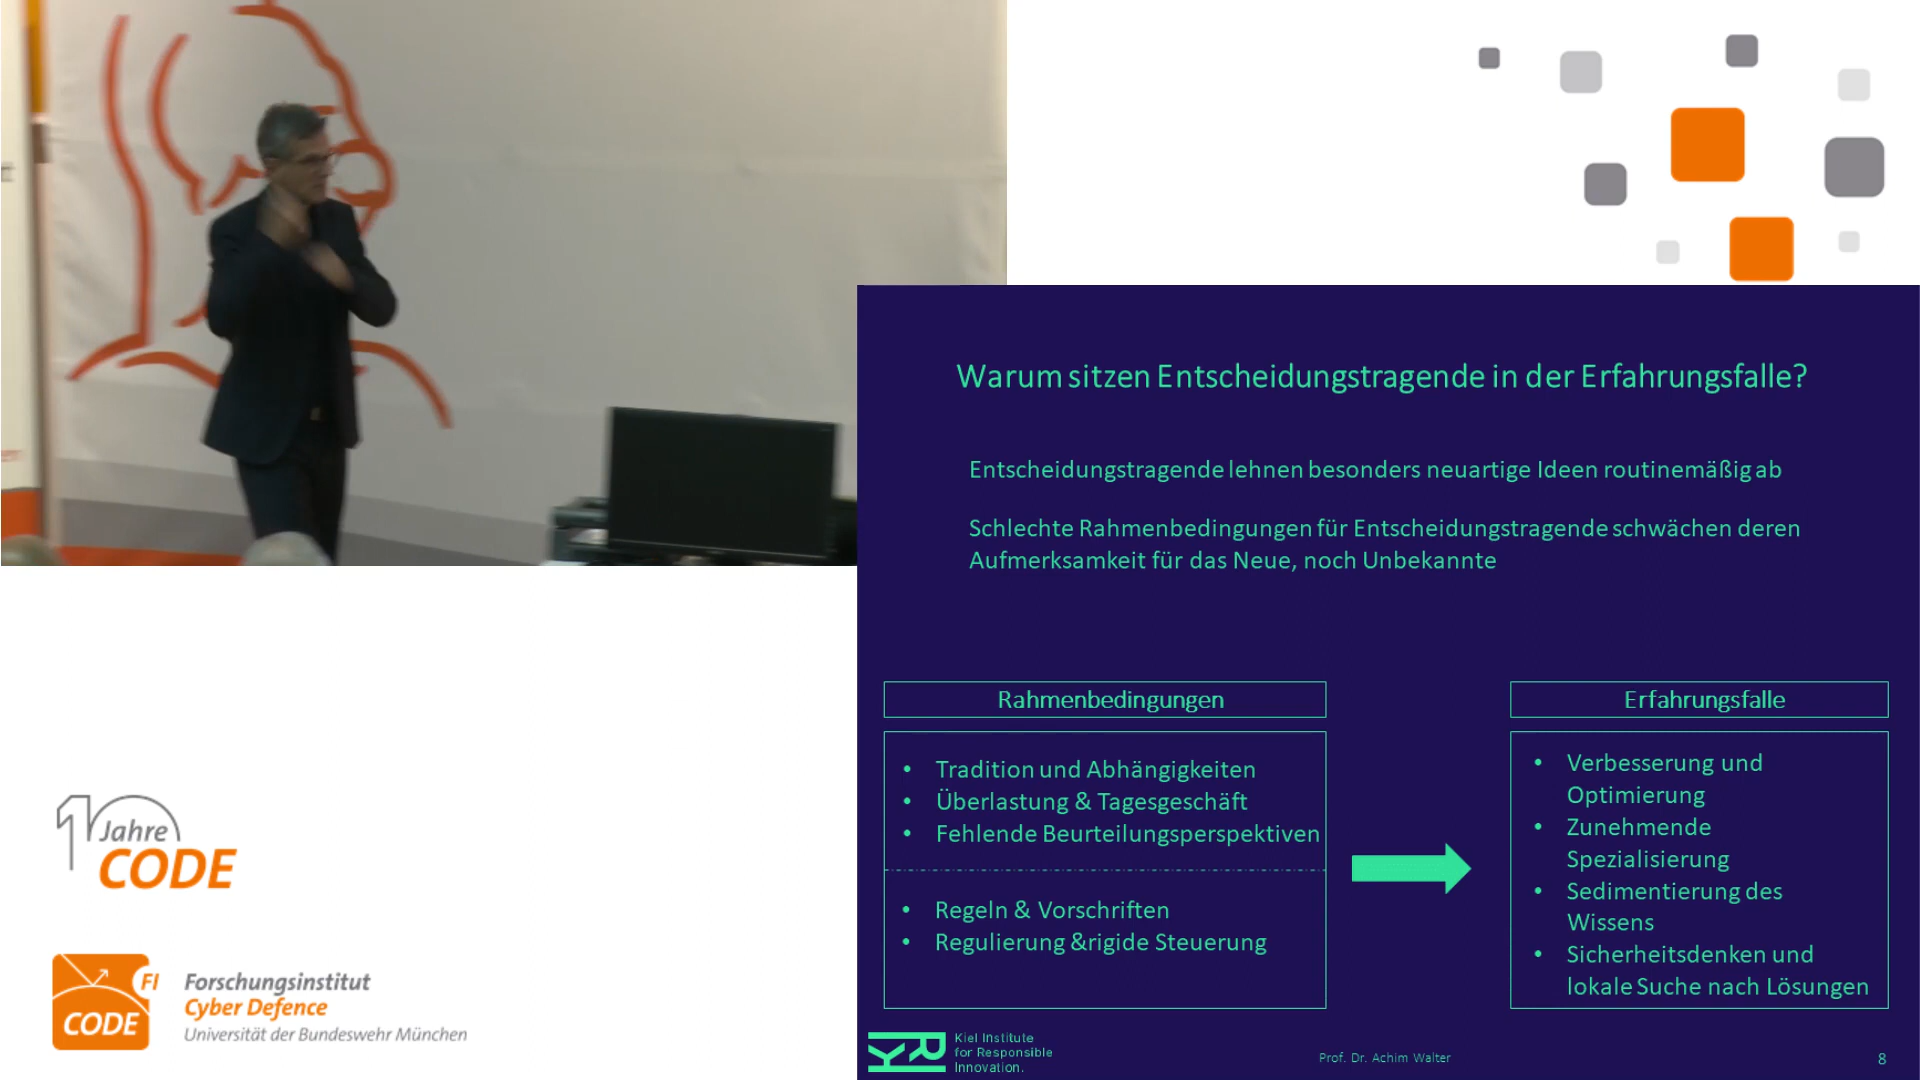 Warum sitzen Entscheidungstragende in der Erfahrungsfalle?
Entscheidungstragende lehnen besonders neuartige Ideen routinemäßig ab
Schlechte Rahmenbedingungen für Entscheidungstragende schwächen deren
Aufmerksamkeit für das Neue, noch Unbekannte
Rahmenbedingungen
• Tradition und Abhängigkeiten
• Überlastung & Tagesgeschäft
• Fehlende Beurteilungsperspektiven
• Regeln & Vorschriften
• Regulierung &rigide Steuerung
Erfahrungsfalle
• Verbesserung und
Optimierung
• Zunehmende
Spezialisierung
• Sedimentierung des
Wissens
• Sicherheitsdenken und
lokale Suche nach Lösungen
Kiel Institute
for Responsible
Innovation.
Prof. Dr. Achim Walter
8
10 Jahre
CODE
FI
CODE
Forschungsinstitut
Cyber Defence
Universität der Bundeswehr München